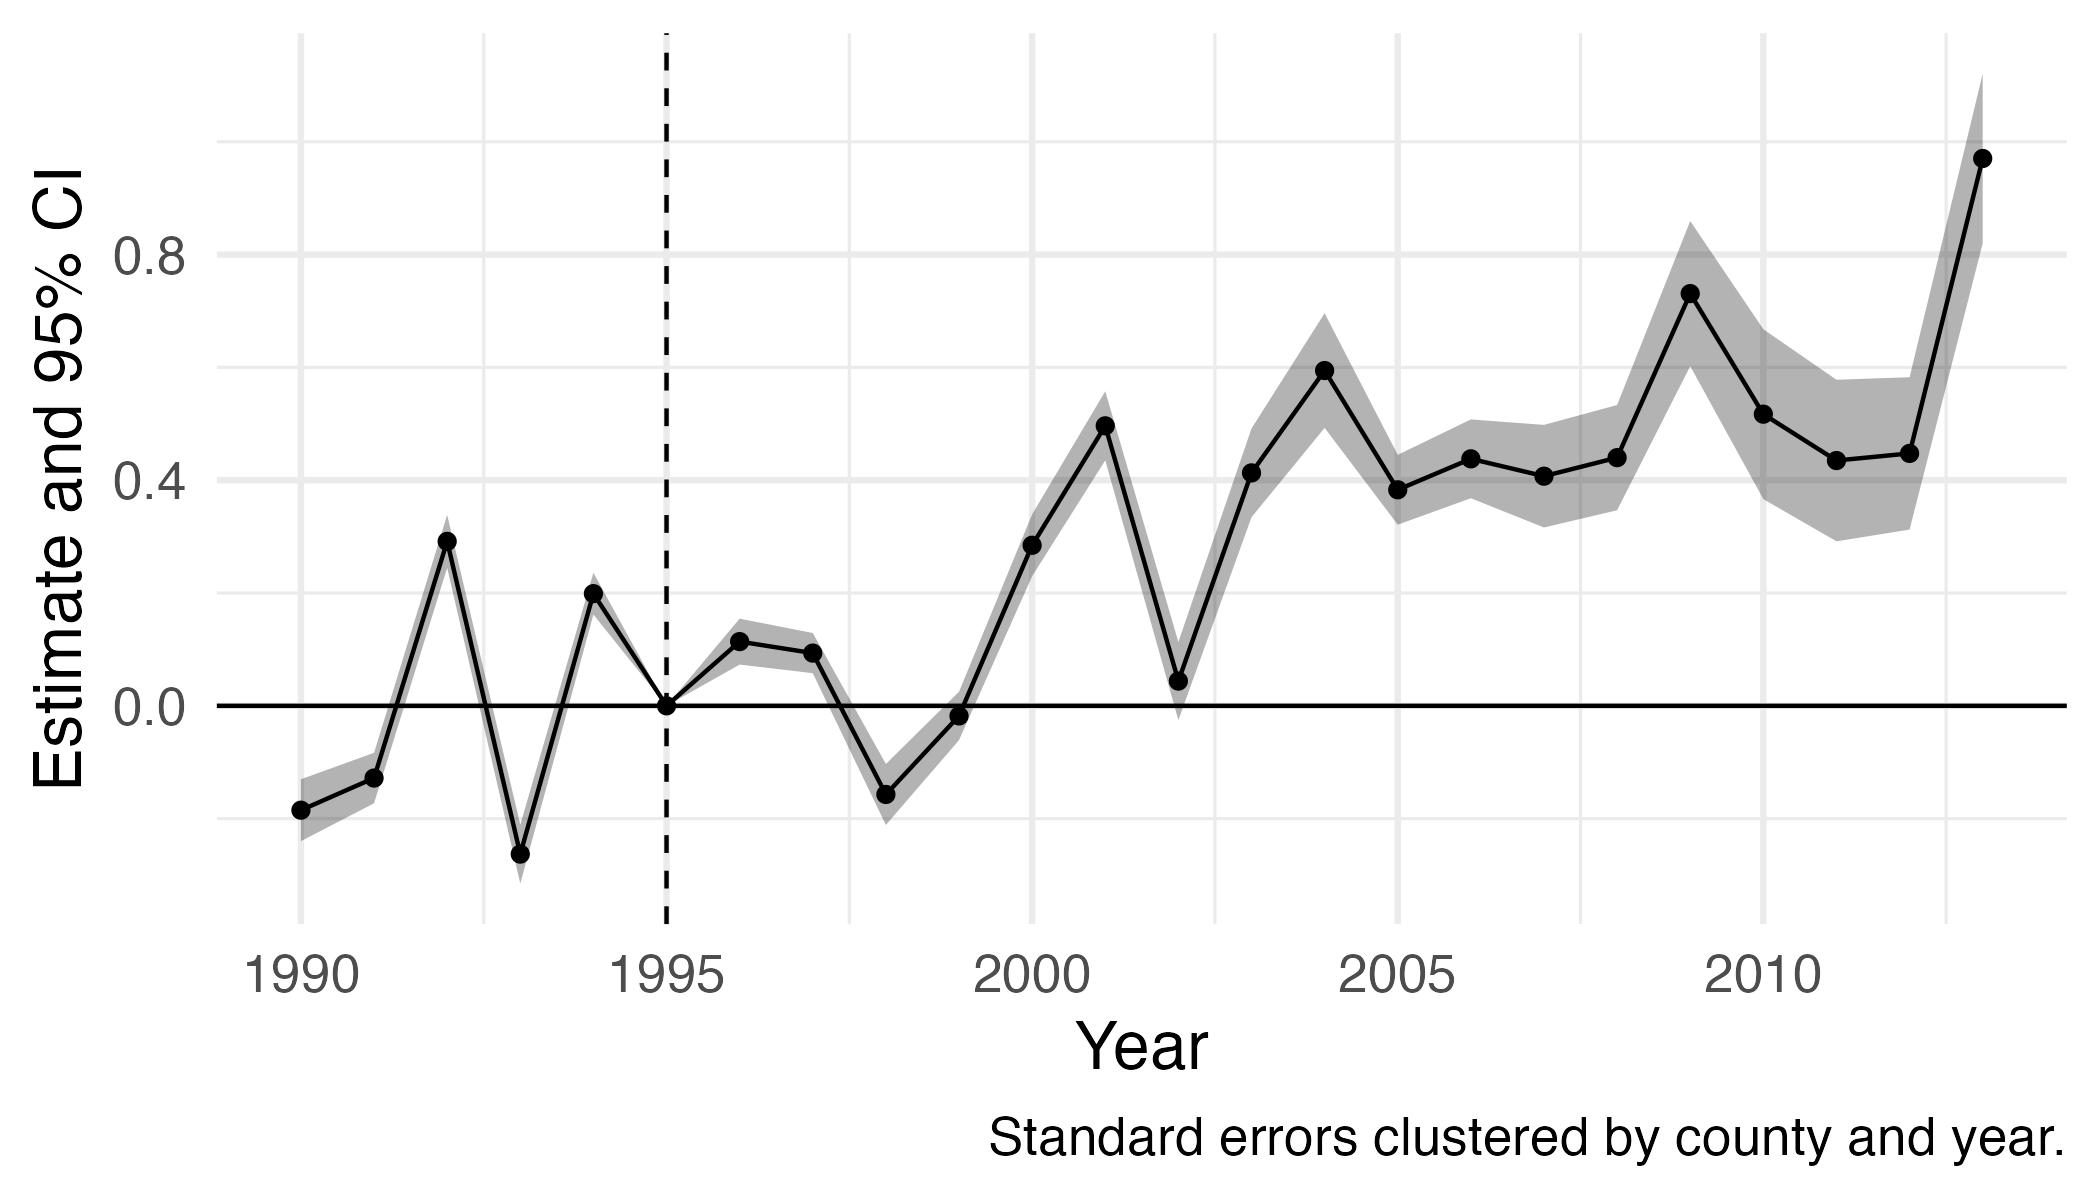 Estimate and 95% CI
0.8
0.4
0.0
1990 1995 2000 2005 2010
Year
Standard errors clustered by county and year.